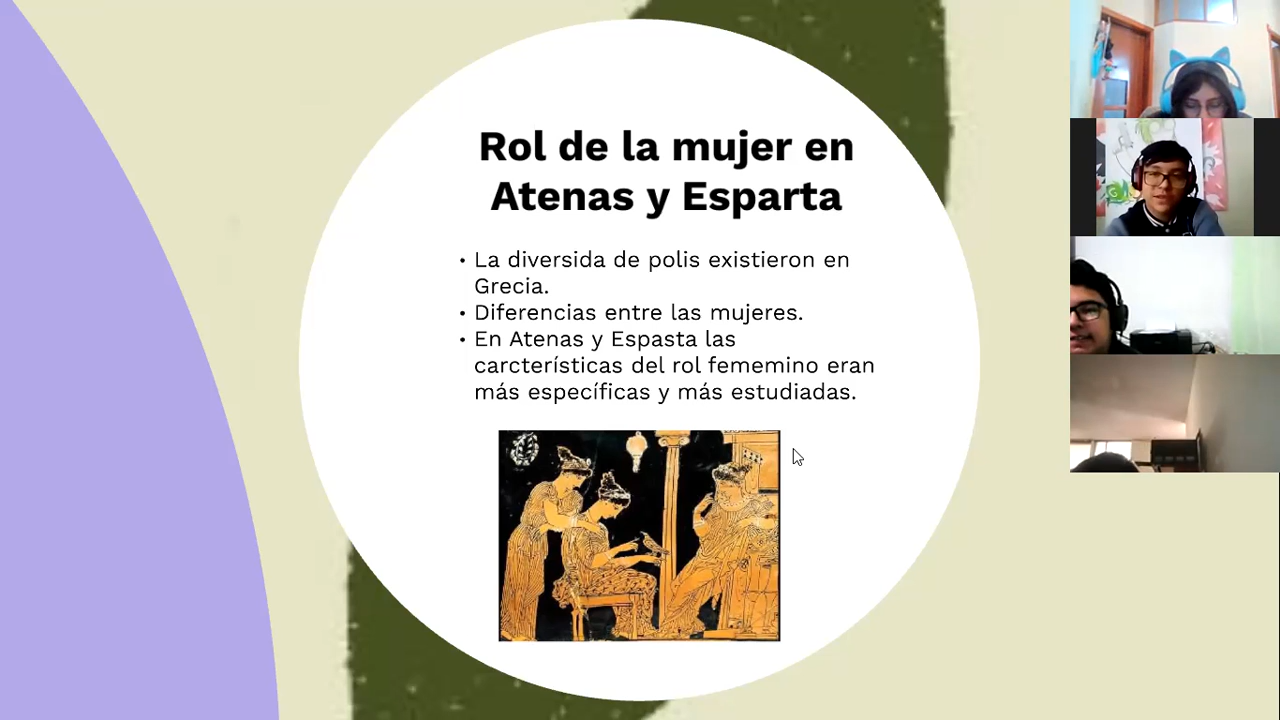 Rol de la mujer en
Atenas y Esparta
• La diversida de polis existieron en
Grecia.
• Diferencias entre las mujeres.
• En Atenas y Espasta las
carcterísticas del rol fememino eran
más específicas y más estudiadas.